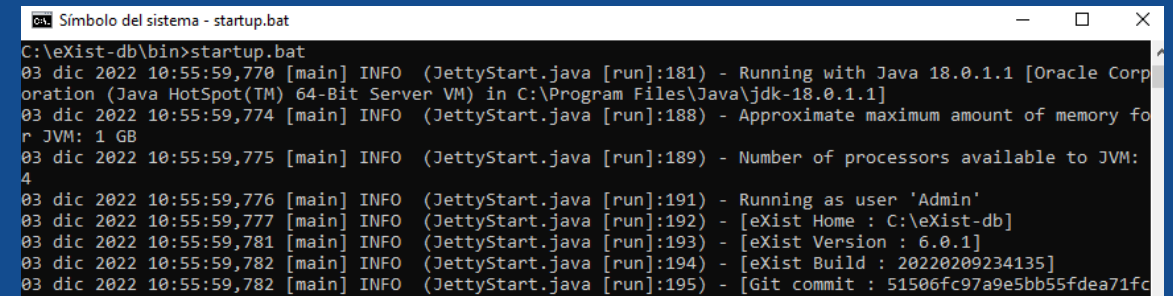 Símbolo del sistema - startup.bat
C:\eXist-db\bin>startup.bat
03 dic 2022 10:55:59,770 [main] INFO  (JettyStart.java [run]:181) - Running with Java 18.0.1.1 [Oracle Corp
oration (Java HotSpot(TM) 64-Bit Server VM) in C:\Program Files\Java\jdk-18.0.1.1]
03 dic 2022 10:55:59,774 [main] INFO  (JettyStart.java [run]:188) - Approximate maximum amount of memory fo
r JVM: 1 GB
03 dic 2022 10:55:59,775 [main] INFO  (JettyStart.java [run]:189) - Number of processors available to JVM:
4
03 dic 2022 10:55:59,776 [main] INFO  (JettyStart.java [run]:191) - Running as user 'Admin'
03 dic 2022 10:55:59,777 [main] INFO  (JettyStart.java [run]:192) - [eXist Home : C:\eXist-db]
03 dic 2022 10:55:59,781 [main] INFO  (JettyStart.java [run]:193) - [eXist Version : 6.0.1]
03 dic 2022 10:55:59,782 [main] INFO  (JettyStart.java [run]:194) - [eXist Build : 20220209234135]
03 dic 2022 10:55:59,782 [main] INFO  (JettyStart.java [run]:195) - [Git commit : 51506fc97a9e5bb55fdea71fc